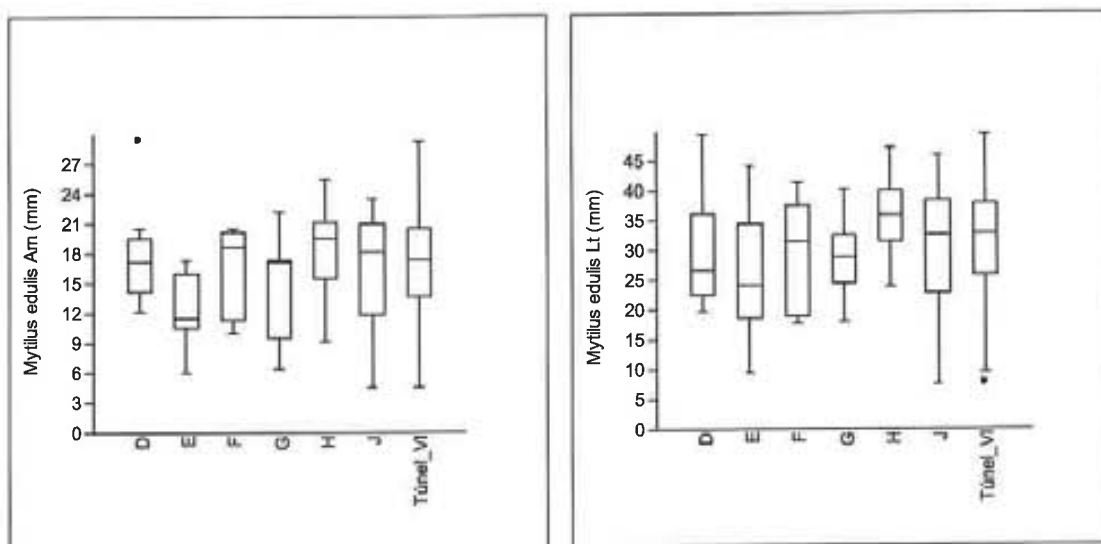 Mytilus edulis Am (mm)
27
24
21
18
15
12
9
6
3
0
D
E
F
G
H
J
Túnel_VI
Mytilus edulis Lt (mm)
45
40
35
30
25
20
15
10
5
0
D
E
F
G
H
J
Túnel_VI